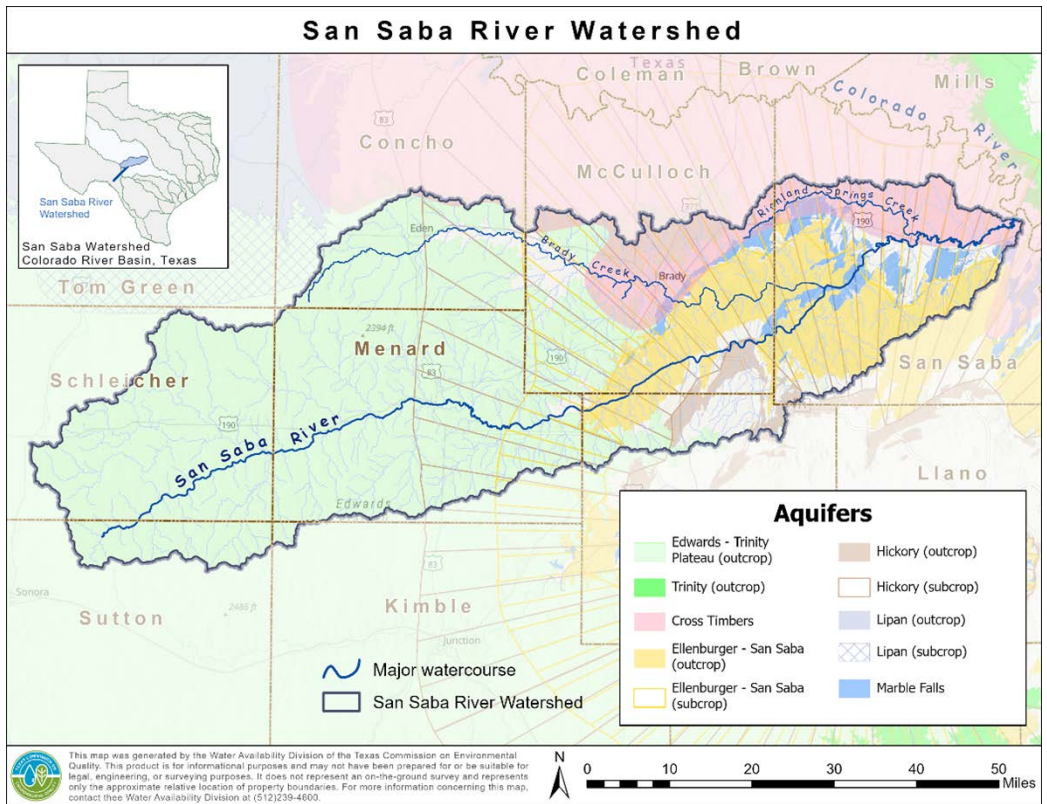 San Saba River Watershed
San Saba River
Watershed
San Saba Watershed
Colorado River Basin, Texas
Texas
Coleman
Brown
Mills
Colorado River
83
Concho
McCulloch
Richland Springs Creek
190
Eden
Brady Creek
Brady
Tom Green
2394 ft
Menard
190
San Saba
Schleicher
83
190
San Saba River
Llano
Edwards
83
Sonora
2486 ft
Sutton
Kimble
Junction
Major watercourse
San Saba River Watershed
Aquifers
Edwards - Trinity
Plateau (outcrop)
Trinity (outcrop)
Cross Timbers
Ellenburger - San Saba
(outcrop)
Ellenburger - San Saba
(subcrop)
Hickory (outcrop)
Hickory (subcrop)
Lipan (outcrop)
Lipan (subcrop)
Marble Falls
This map was generated by the Water Availability Division of the Texas Commission on Environmental
Quality. This product is for informational purposes and may not have been prepared for or be suitable for
legal, engineering, or surveying purposes. It does not represent an on-the-ground survey and represents
only the approximate relative location of property boundaries. For more information concerning this map,
contact thee Water Availability Division at (512)239-4600.
N
0 10 20 30 40 50
Miles